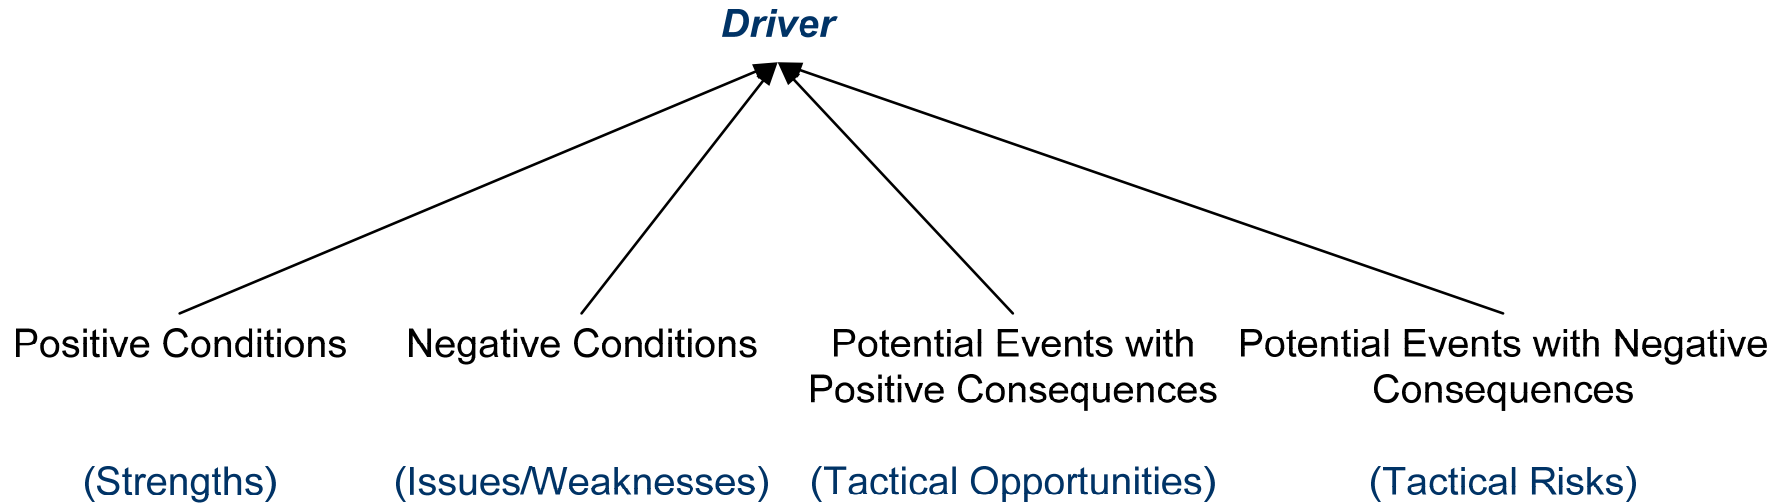 Driver
Positive Conditions
Negative Conditions
Potential Events with
Positive Consequences
Potential Events with Negative
Consequences
(Strengths)
(Issues/Weaknesses)
(Tactical Opportunities)
(Tactical Risks)